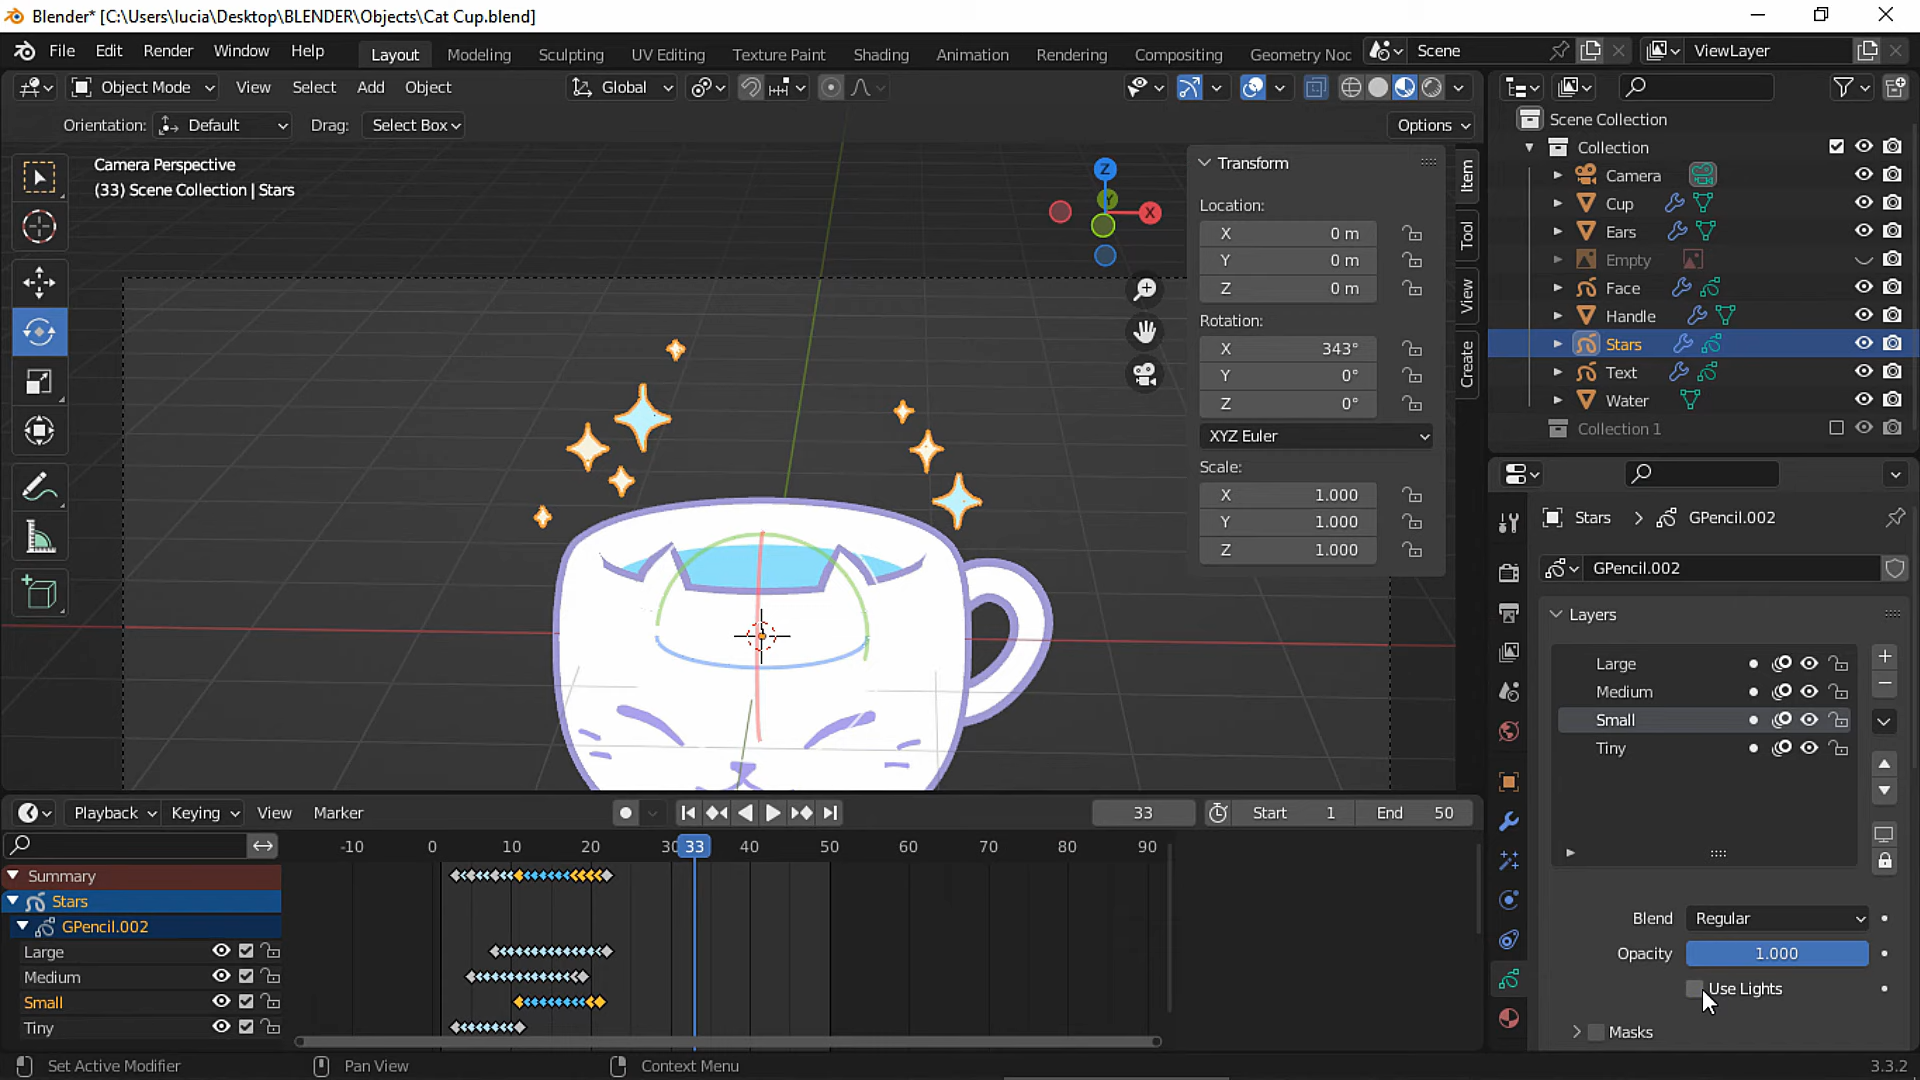 Blender* [C:\Users\lucia\Desktop\BLENDER\Objects\Cat Cup.blend]
File Edit Render Window Help Layout Modeling Sculpting UV Editing Texture Paint Shading Animation Rendering Compositing Geometry Noc Scene ViewLayer
Object Mode View Select Add Object Global
Orientation: Default Drag: Select Box Options
Camera Perspective
(33) Scene Collection | Stars
Z
Y
X
Transform
Location:
X 0 m
Y 0 m
Z 0 m
Rotation:
X 343°
Y 0°
Z 0°
XYZ Euler
Scale:
X 1.000
Y 1.000
Z 1.000
Item
Tool
View
Create
Scene Collection
Collection
Camera
Cup
Ears
Empty
Face
Handle
Stars
Text
Water
Collection 1
Stars > GPencil.002
GPencil.002
Layers
Large
Medium
Small
Tiny
Blend Regular
Opacity 1.000
Use Lights
Masks
Playback Keying View Marker 33 Start 1 End 50
-10 0 10 20 30 33 40 50 60 70 80 90
Summary
Stars
GPencil.002
Large
Medium
Small
Tiny
Set Active Modifier Pan View Context Menu 3.3.2